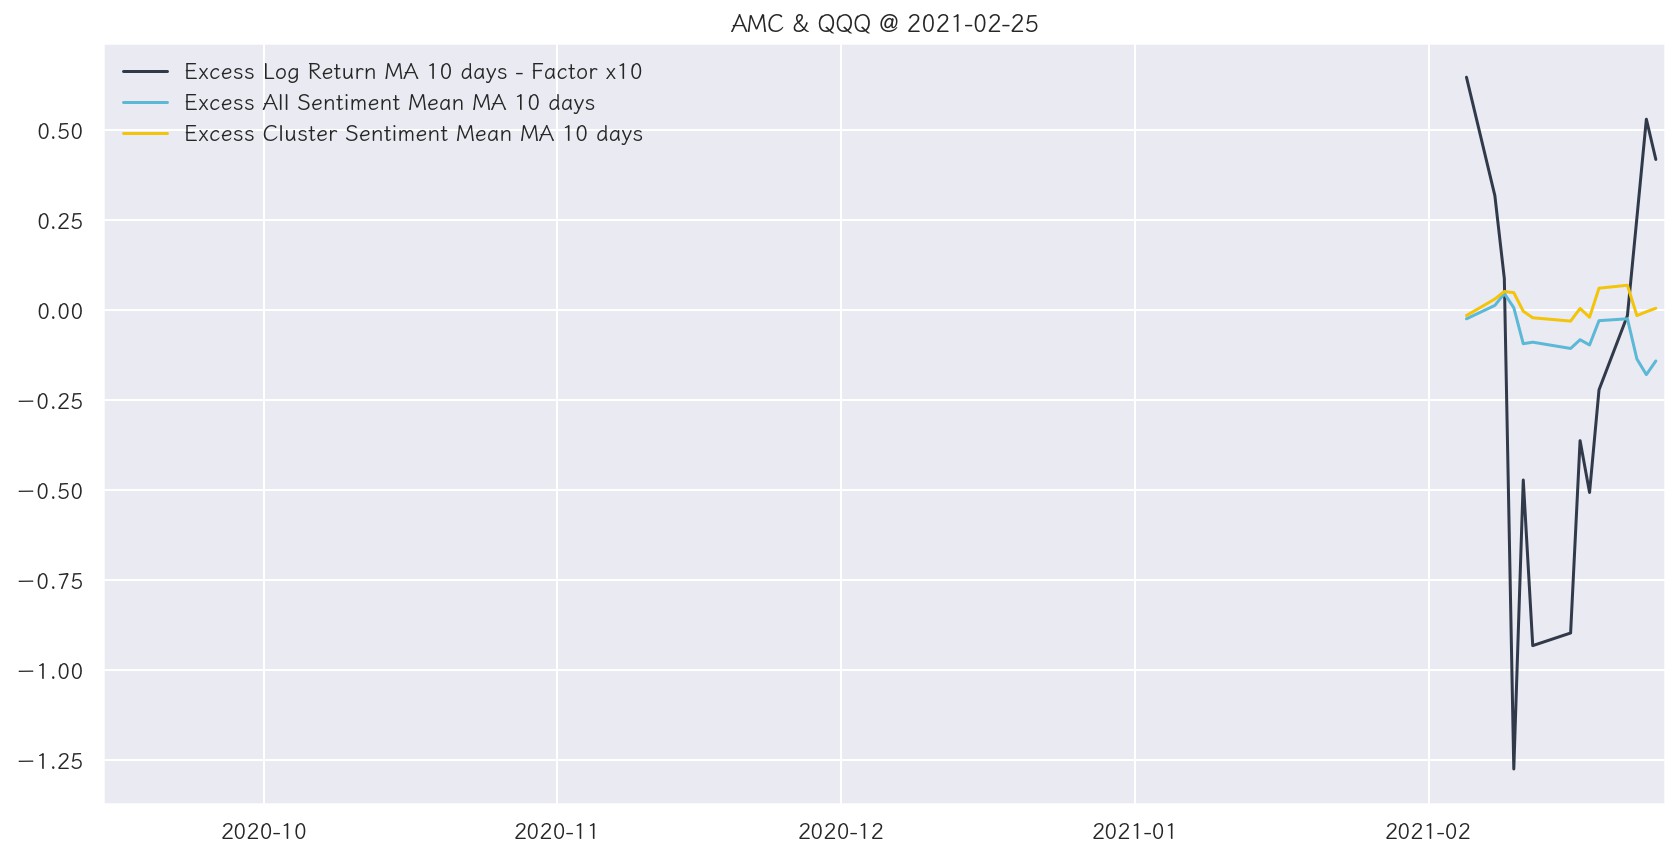 AMC & QQQ @ 2021-02-25
Excess Log Return MA 10 days - Factor x10
Excess All Sentiment Mean MA 10 days
Excess Cluster Sentiment Mean MA 10 days
0.50
0.25
0.00
−0.25
−0.50
−0.75
−1.00
−1.25
2020-10 2020-11 2020-12 2021-01 2021-02